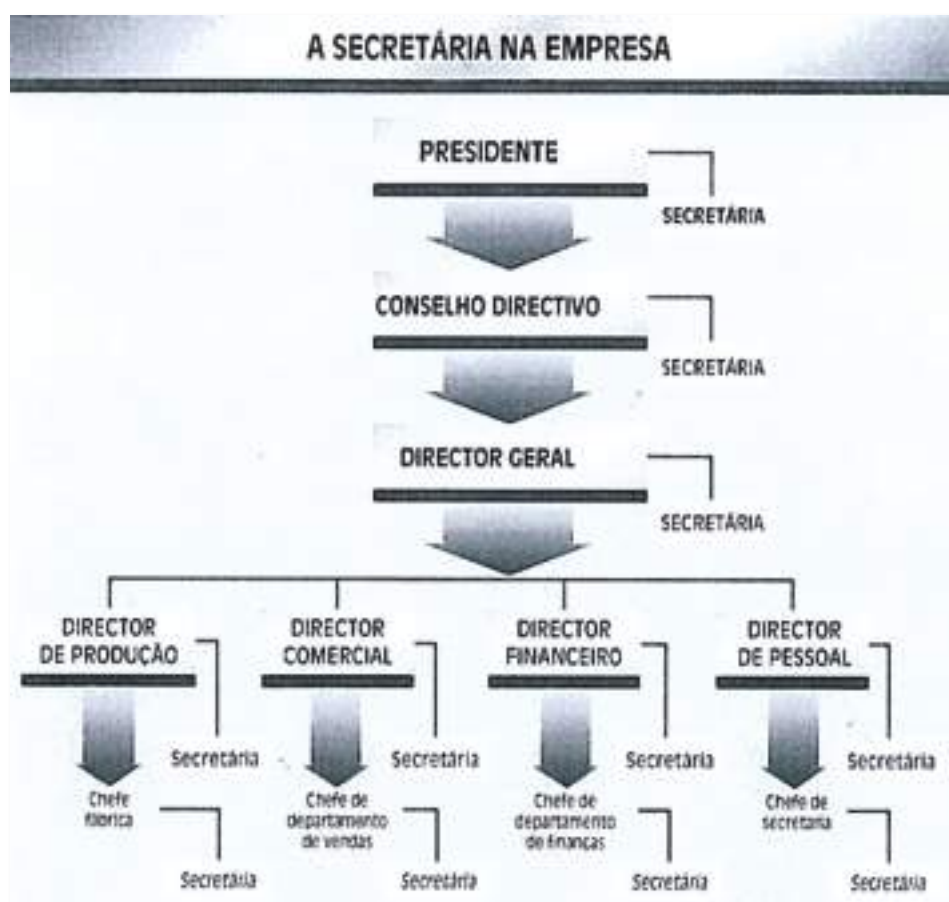 A SECRETÁRIA NA EMPRESA
PRESIDENTE
SECRETÁRIA
CONSELHO DIRECTIVO
SECRETÁRIA
DIRECTOR GERAL
SECRETÁRIA
DIRECTOR
DE PRODUÇÃO
DIRECTOR
COMERCIAL
DIRECTOR
FINANCEIRO
DIRECTOR
DE PESSOAL
Secretária
Secretária
Secretária
Secretária
Chefe
fábrica
Chefe de
departamento
de vendas
Chefe de
departamento
de finanças
Chefe de
secretaria
Secretária
Secretária
Secretária
Secretária